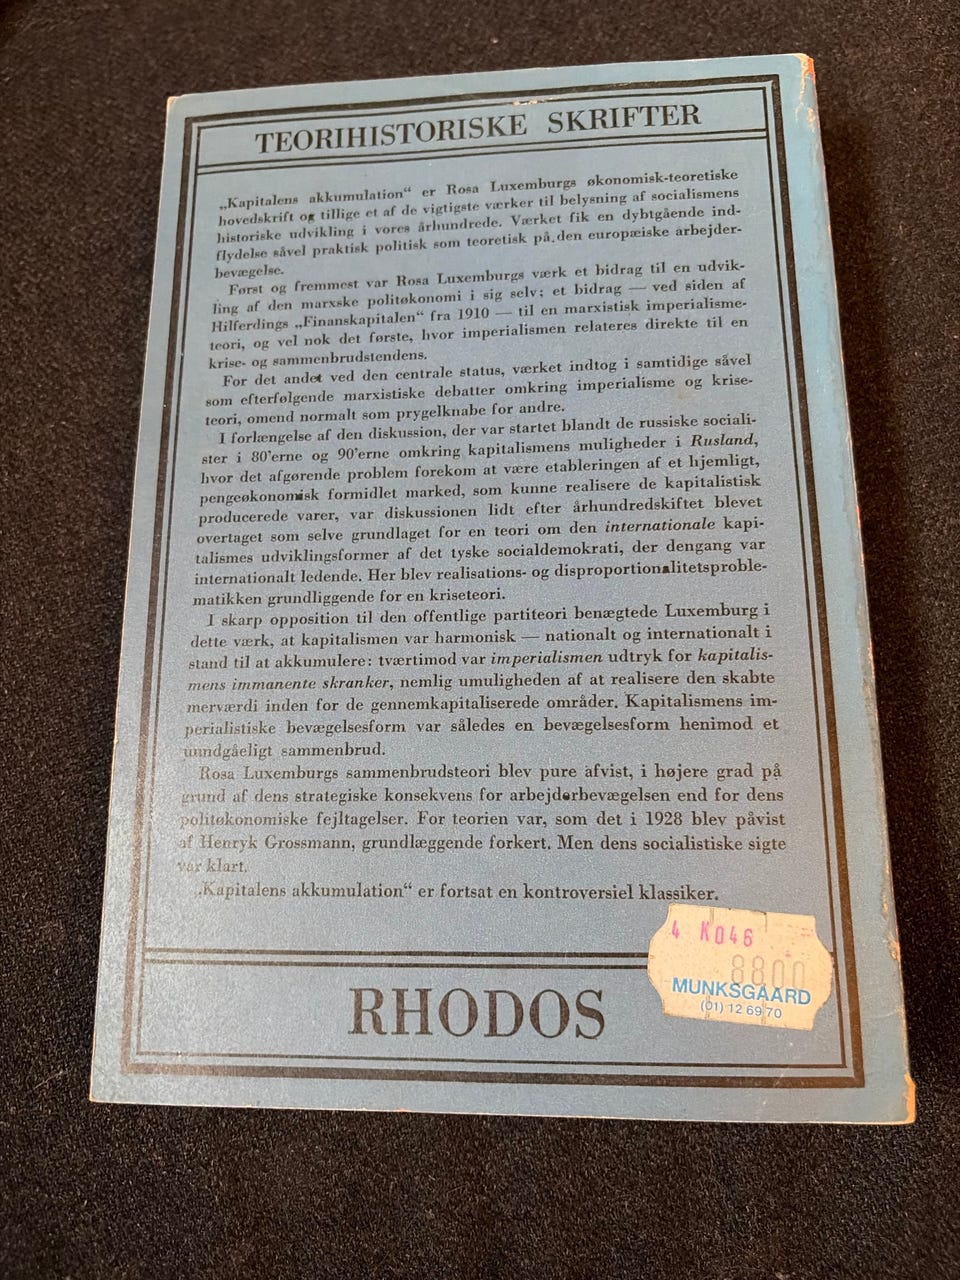 TEORIHISTORISKE SKRIFTER
„Kapitalens akkumulation“ er Rosa Luxemburgs økonomisk-teoretiske
hovedskrift og tillige et af de vigtigste værker til belysning af socialismens
historiske udvikling i vores århundrede. Værket fik en dybtgående ind-
flydelse såvel praktisk politisk som teoretisk på den europæiske arbejder-
bevægelse.
Først og fremmest var Rosa Luxemburgs værk et bidrag til en udvik-
ling af den marxske politøkonomi i sig selv; et bidrag — ved siden af
Hilferdings „Finanskapitalen“ fra 1910 — til en marxistisk imperialisme-
teori, og vel nok det første, hvor imperialismen relateres direkte til en
krise- og sammenbrudstendens.
For det andet ved den centrale status, værket indtog i samtidige såvel
som efterfølgende marxistiske debatter omkring imperialisme og krise-
teori, omend normalt som prygelknabe for andre.
I forlængelse af den diskussion, der var startet blandt de russiske sociali-
ster i 80’erne og 90’erne omkring kapitalismens muligheder i Rusland,
hvor det afgørende problem forekom at være etableringen af et hjemligt,
pengeøkonomisk formidlet marked, som kunne realisere de kapitalistisk
producerede varer, var diskussionen lidt efter århundredskiftet blevet
overtaget som selve grundlaget for en teori om den internationale kapi-
talismes udviklingsformer af det tyske socialdemokrati, der dengang var
internationalt ledende. Her blev realisations- og disproportionalitetsproble-
matikken grundliggende for en kriseteori.
I skarp opposition til den offentlige partiteori benægtede Luxemburg i
dette værk, at kapitalismen var harmonisk — nationalt og internationalt i
stand til at akkumulere: tværtimod var imperialismen udtryk for kapitalis-
mens immanente skranker, nemlig umuligheden af at realisere den skabte
merværdi inden for de gennemkapitaliserede områder. Kapitalismens im-
perialistiske bevægelsesform var således en bevægelsesform henimod et
uundgåeligt sammenbrud.
Rosa Luxemburgs sammenbrudsteori blev pure afvist, i højere grad på
grund af dens strategiske konsekvens for arbejderbevægelsen end for dens
politøkonomiske fejltagelser. For teorien var, som det i 1928 blev påvist
af Henryk Grossmann, grundlæggende forkert. Men dens socialistiske sigte
var klart.
„Kapitalens akkumulation“ er fortsat en kontroversiel klassiker.
4 K046
8800
MUNKSGAARD
(01) 12 69 70
RHODOS